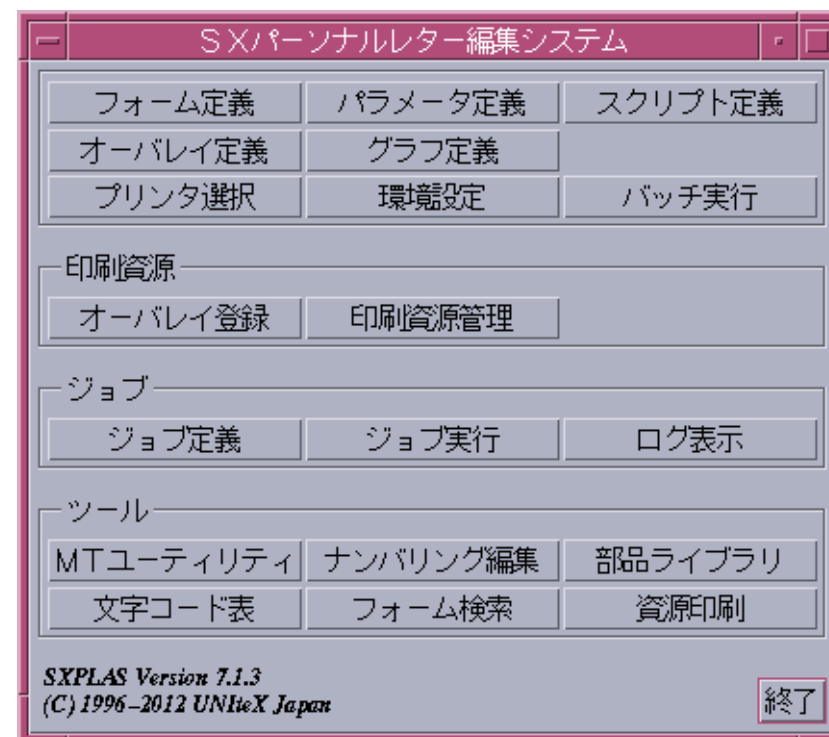 ＳＸパーソナルレター編集システム
フォーム定義 パラメータ定義 スクリプト定義
オーバレイ定義 グラフ定義
プリンタ選択 環境設定 バッチ実行
印刷資源
オーバレイ登録 印刷資源管理
ジョブ
ジョブ定義 ジョブ実行 ログ表示
ツール
ＭＴユーティリティ ナンバリング編集 部品ライブラリ
文字コード表 フォーム検索 資源印刷
SXPLAS Version 7.1.3
(C) 1996-2012 UNIteX Japan
終了